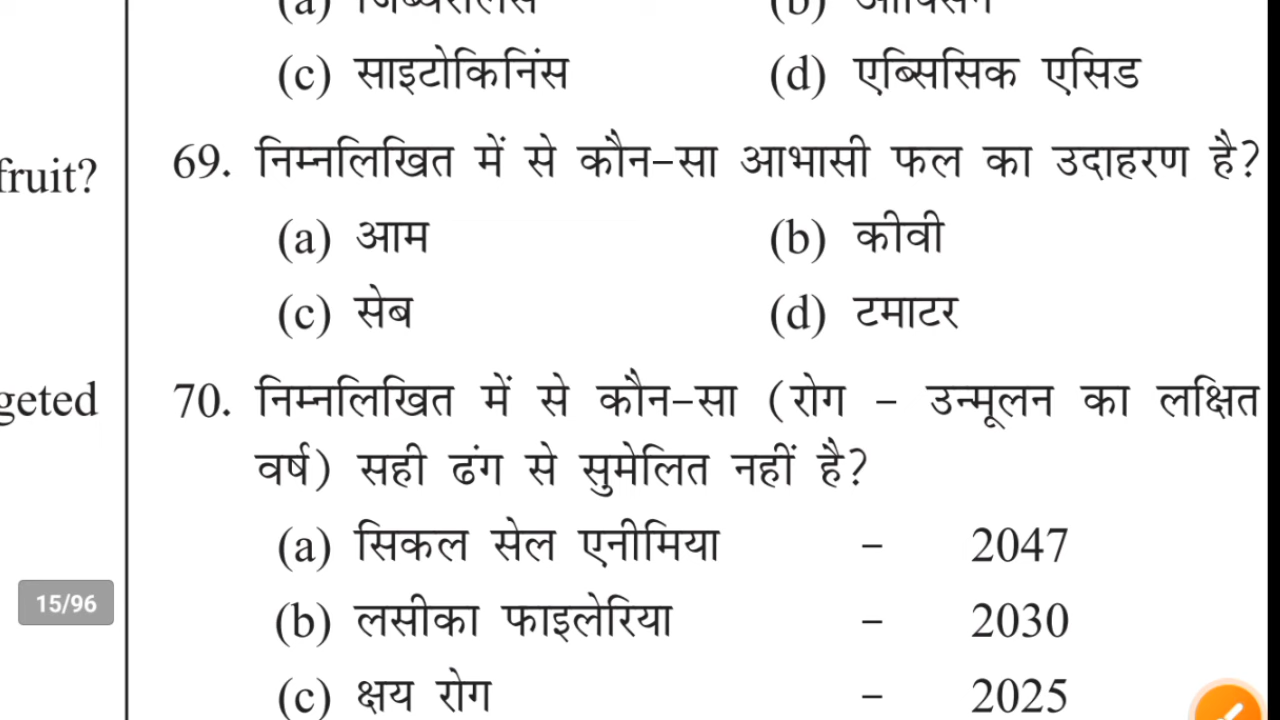 (c) साइटोकिनिंस (d) एब्सिसिक एसिड
fruit?
69. निम्नलिखित में से कौन-सा आभासी फल का उदाहरण है?
(a) आम (b) कीवी
(c) सेब (d) टमाटर
geted
70. निम्नलिखित में से कौन-सा (रोग - उन्मूलन का लक्षित
वर्ष) सही ढंग से सुमेलित नहीं है?
(a) सिकल सेल एनीमिया - 2047
15/96
(b) लसीका फाइलेरिया - 2030
(c) क्षय रोग - 2025